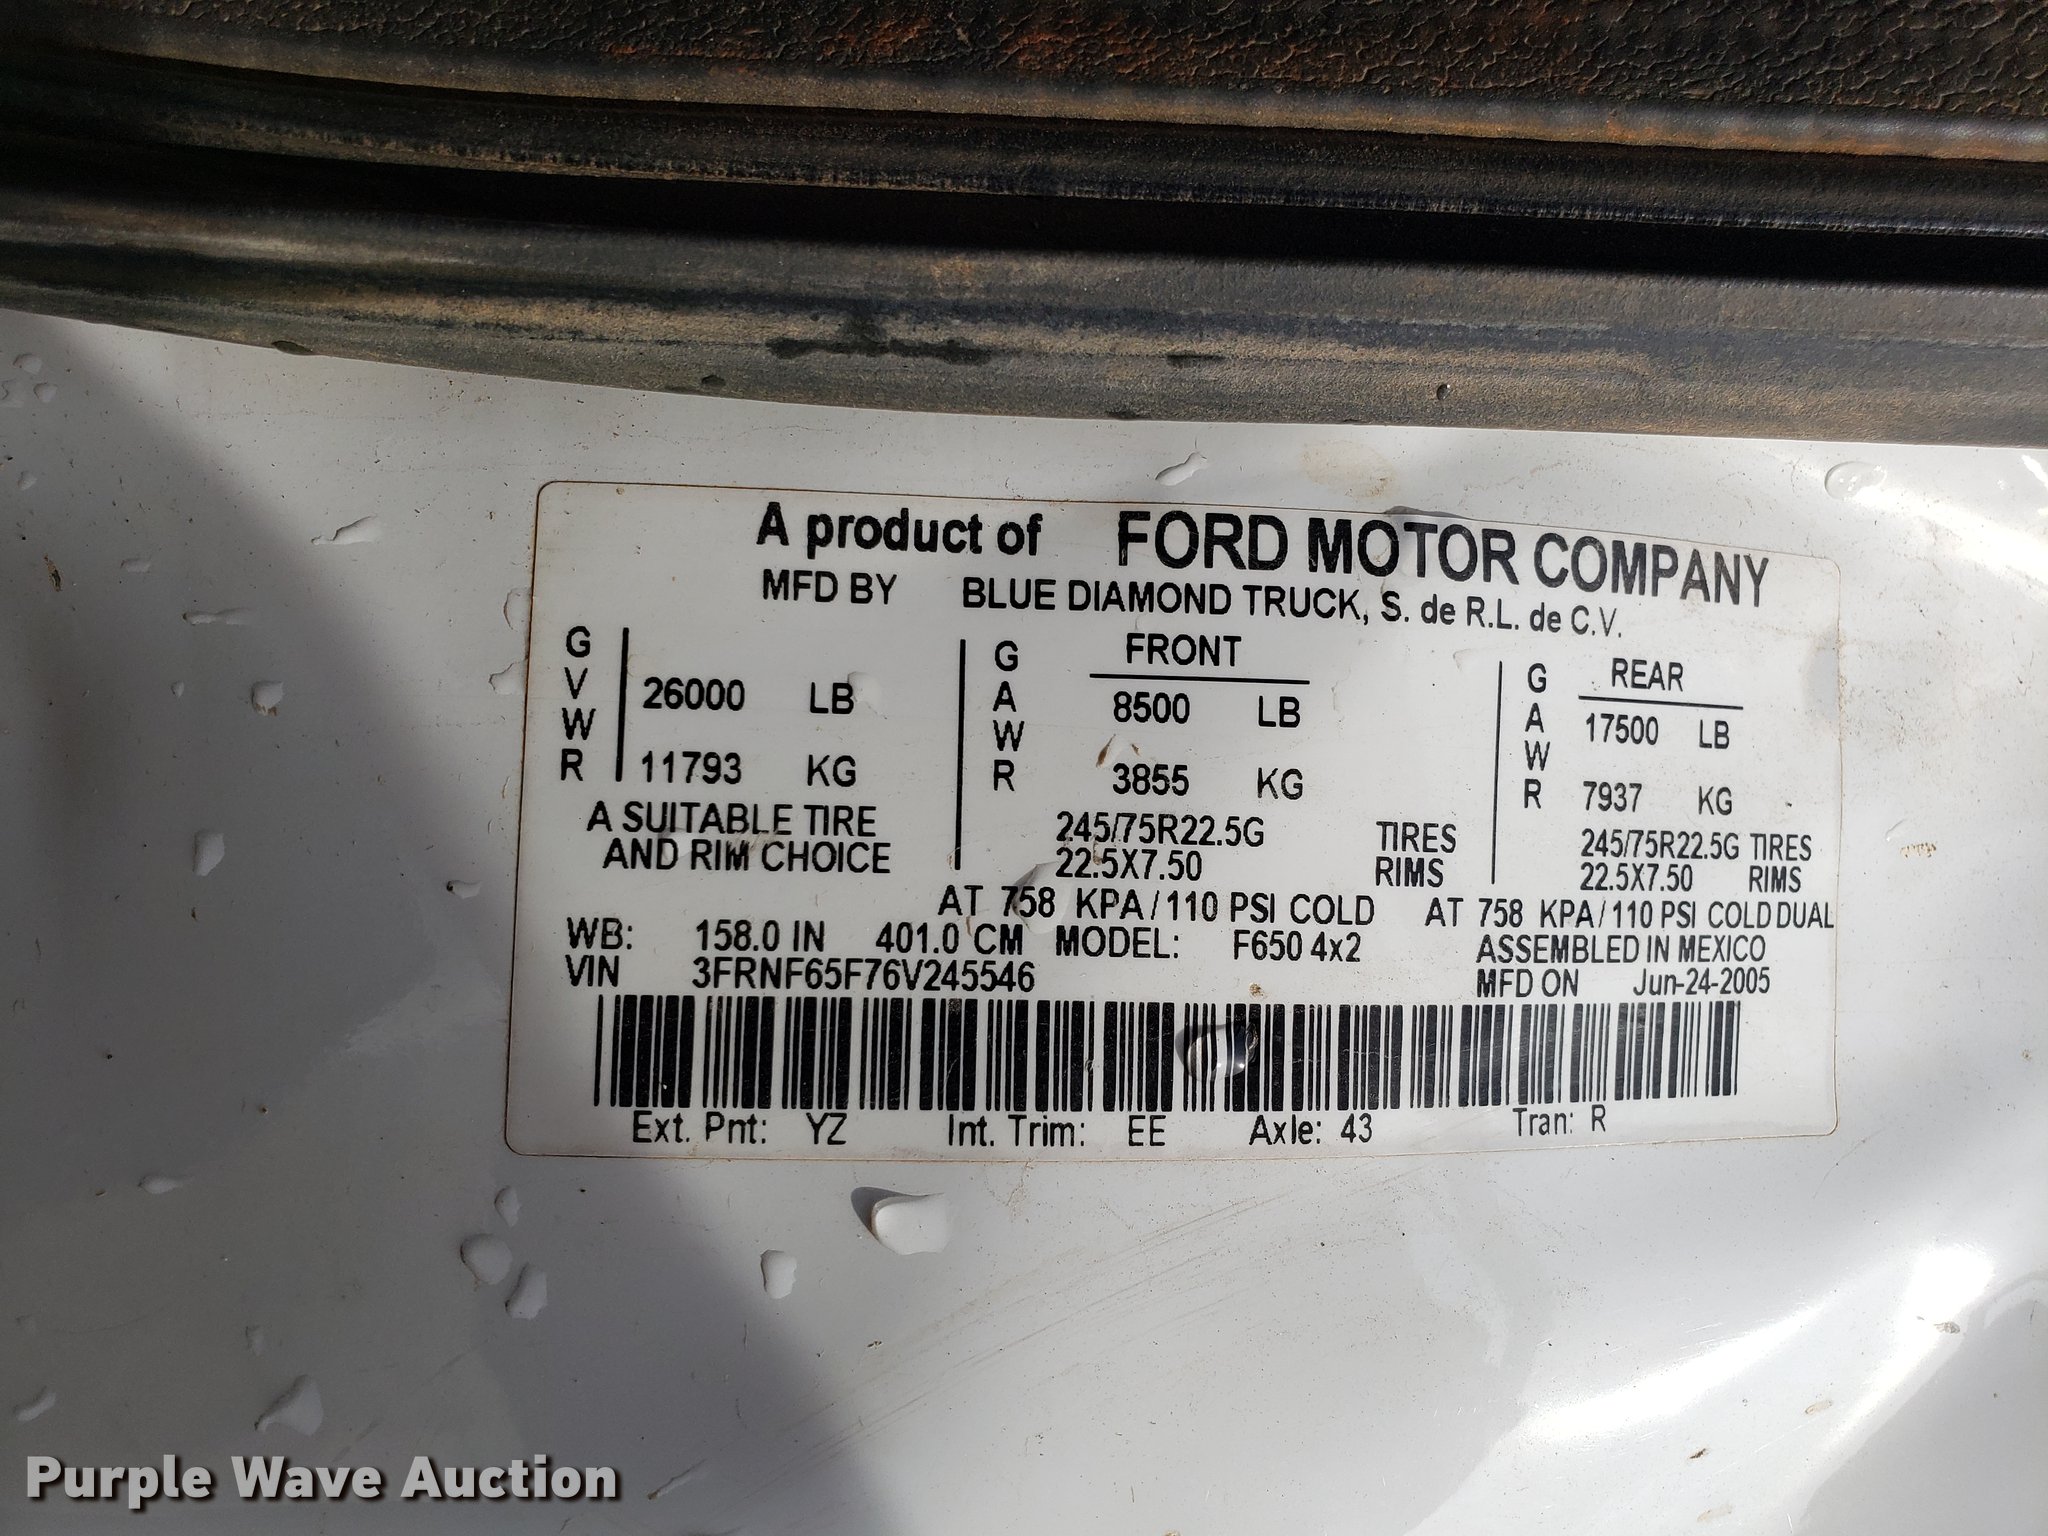 A product of FORD MOTOR COMPANY
MFD BY BLUE DIAMOND TRUCK, S. de R.L. de C.V.
GVWR 26000 LB
11793 KG
GAWR FRONT
8500 LB
3855 KG
GAWR REAR
17500 LB
7937 KG
A SUITABLE TIRE
AND RIM CHOICE
245/75R22.5G TIRES
22.5X7.50 RIMS
245/75R22.5G TIRES
22.5X7.50 RIMS
AT 758 KPA/110 PSI COLD AT 758 KPA/110 PSI COLD DUAL
WB: 158.0 IN 401.0 CM MODEL: F650 4x2 ASSEMBLED IN MEXICO
VIN 3FRNF65F76V245546 MFD ON Jun-24-2005
Ext. Pnt: YZ Int. Trim: EE Axle: 43 Tran: R
Purple Wave Auction